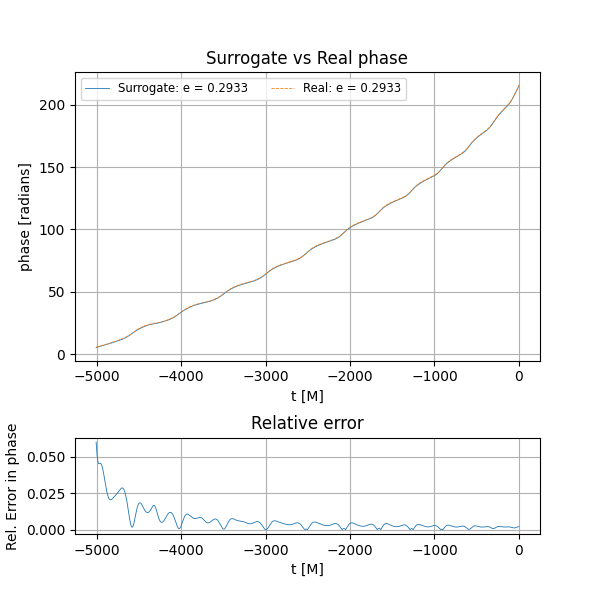 Surrogate vs Real phase
Surrogate: e = 0.2933 Real: e = 0.2933
phase [radians]
200
150
100
50
0
−5000 −4000 −3000 −2000 −1000 0
t [M]
Relative error
Rel. Error in phase
0.050
0.025
0.000
−5000 −4000 −3000 −2000 −1000 0
t [M]